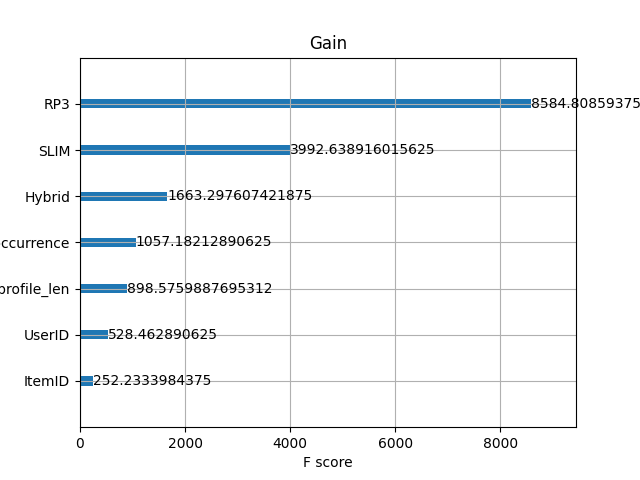 Gain
RP3 8584.80859375
SLIM 3992.638916015625
Hybrid 1663.297607421875
ccurrence 1057.18212890625
profile_len 898.5759887695312
UserID 528.462890625
ItemID 252.2333984375
0 2000 4000 6000 8000
F score